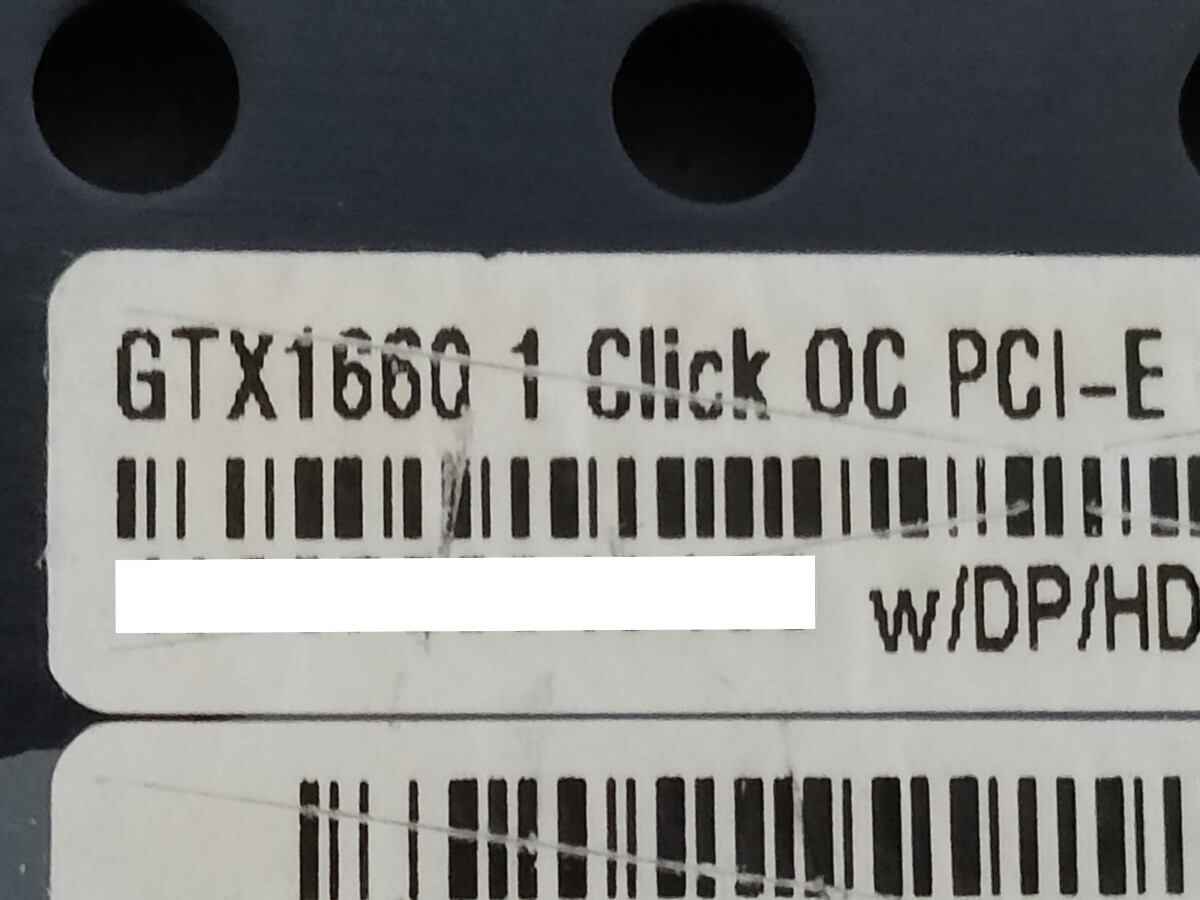 GTX1660 1 Click OC PCI-E
w/DP/HD